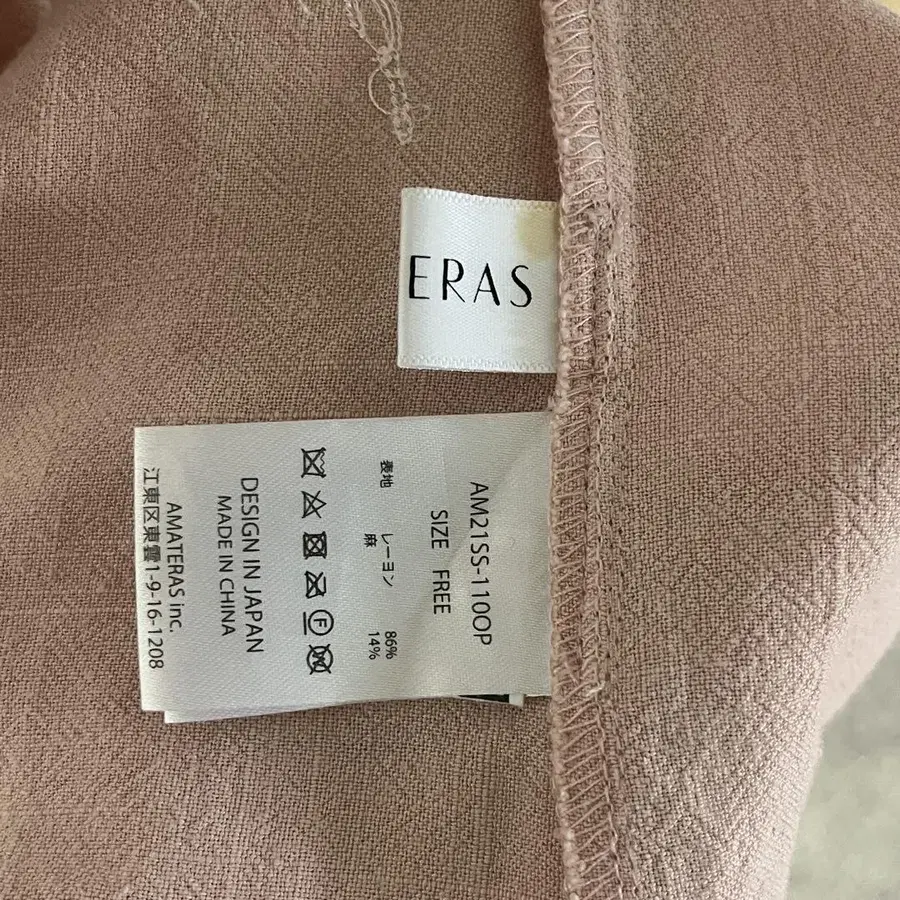 ERAS
AM21SS-110OP
SIZE FREE
表地 レーヨン 86%
麻 14%
DESIGN IN JAPAN
MADE IN CHINA
AMATERAS inc.
江東区東雲1-9-16-1208